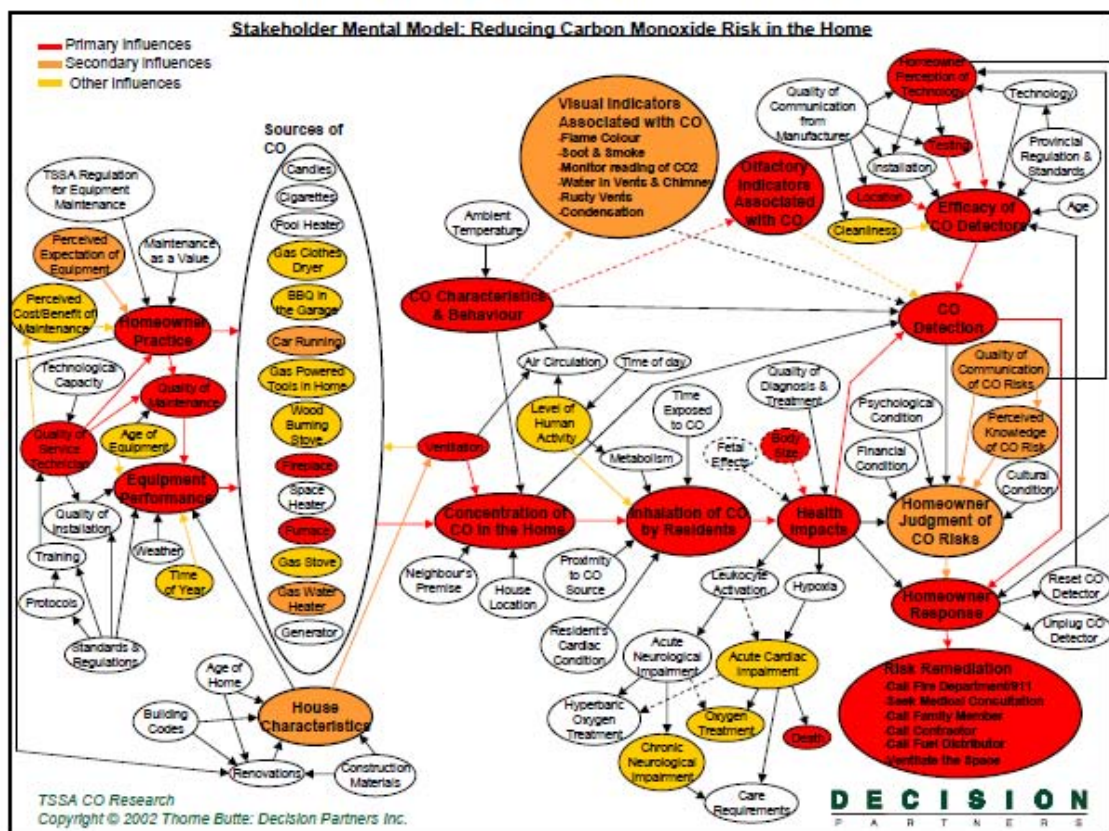 Stakeholder Mental Model: Reducing Carbon Monoxide Risk in the Home
Primary Influences
Secondary Influences
Other Influences
Sources of
CO
Candles
Cigarettes
Pool Heater
Gas Clothes
Dryer
BBQ in
the Garage
Car Running
Gas Powered
Tools in Home
Wood
Burning
Stove
Fireplace
Space
Heater
Furnace
Gas Stove
Gas Water
Heater
Generator
TSSA Regulation
for Equipment
Maintenance
Perceived
Expectation of
Equipment
Maintenance
as a Value
Perceived
Cost/Benefit of
Maintenance
Homeowner
Practice
Technological
Capacity
Quality of
Maintenance
Quality of
Service
Technician
Age of
Equipment
Equipment
Performance
Quality of
Installation
Training
Weather
Time
of Year
Protocols
Standards &
Regulations
Age of
Home
Building
Codes
House
Characteristics
Renovations
Construction
Materials
Visual Indicators
Associated with CO
-Flame Colour
-Soot & Smoke
-Monitor reading of CO2
-Water in Vents & Chimney
-Rusty Vents
-Condensation
Olfactory
Indicators
Associated
with CO
Ambient
Temperature
CO Characteristics
& Behaviour
Air Circulation
Time of day
Ventilation
Level of
Human
Activity
Metabolism
Time
Exposed
to CO
Quality of
Diagnosis &
Treatment
Fetal
Effects
Body
Size
Concentration of
CO in the Home
Inhalation of CO
by Residents
Health
Impacts
Neighbour's
Premise
House
Location
Proximity
to CO
Source
Resident's
Cardiac
Condition
Leukocyte
Activation
Hypoxia
Acute
Neurological
Impairment
Acute Cardiac
Impairment
Hyperbaric
Oxygen
Treatment
Oxygen
Treatment
Death
Chronic
Neurological
Impairment
Care
Requirements
Homeowner
Perception of
Technology
Quality of
Communication
from
Manufacturer
Technology
Testing
Installation
Provincial
Regulation &
Standards
Location
Cleanliness
Efficacy of
CO Detectors
Age
CO
Detection
Quality of
Communication
of CO Risks
Psychological
Condition
Perceived
Knowledge
of CO Risk
Financial
Condition
Cultural
Condition
Homeowner
Judgment of
CO Risks
Homeowner
Response
Reset CO
Detector
Unplug CO
Detector
Risk Remediation
-Call Fire Department/911
-Seek Medical Consultation
-Call Family Member
-Call Contractor
-Call Fuel Distributor
-Ventilate the Space
TSSA CO Research
Copyright © 2002 Thorne Butte: Decision Partners Inc.
DECISION
PARTNERS